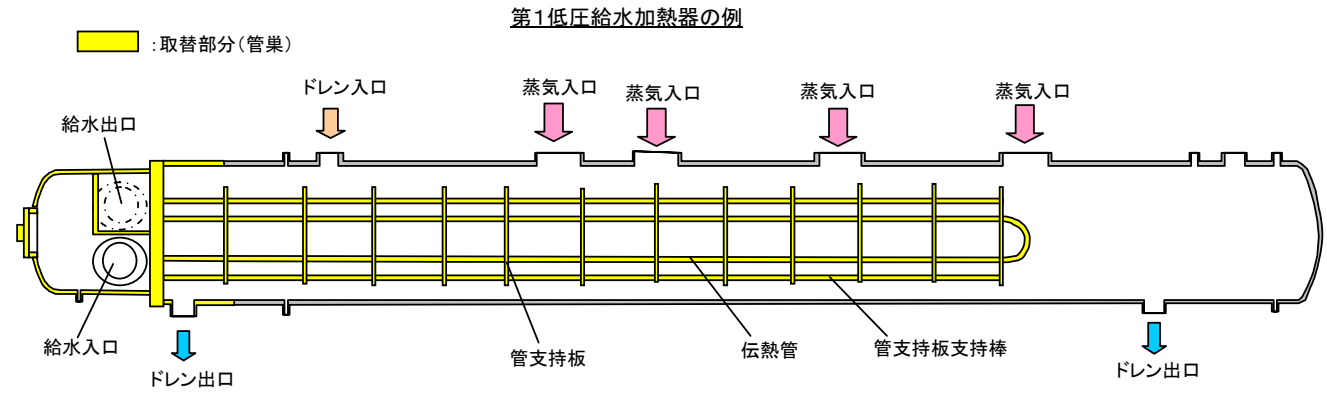 第1低圧給水加熱器の例
：取替部分（管巣）
ドレン入口
蒸気入口
蒸気入口
蒸気入口
蒸気入口
給水出口
給水入口
ドレン出口
管支持板
伝熱管
管支持板支持棒
ドレン出口